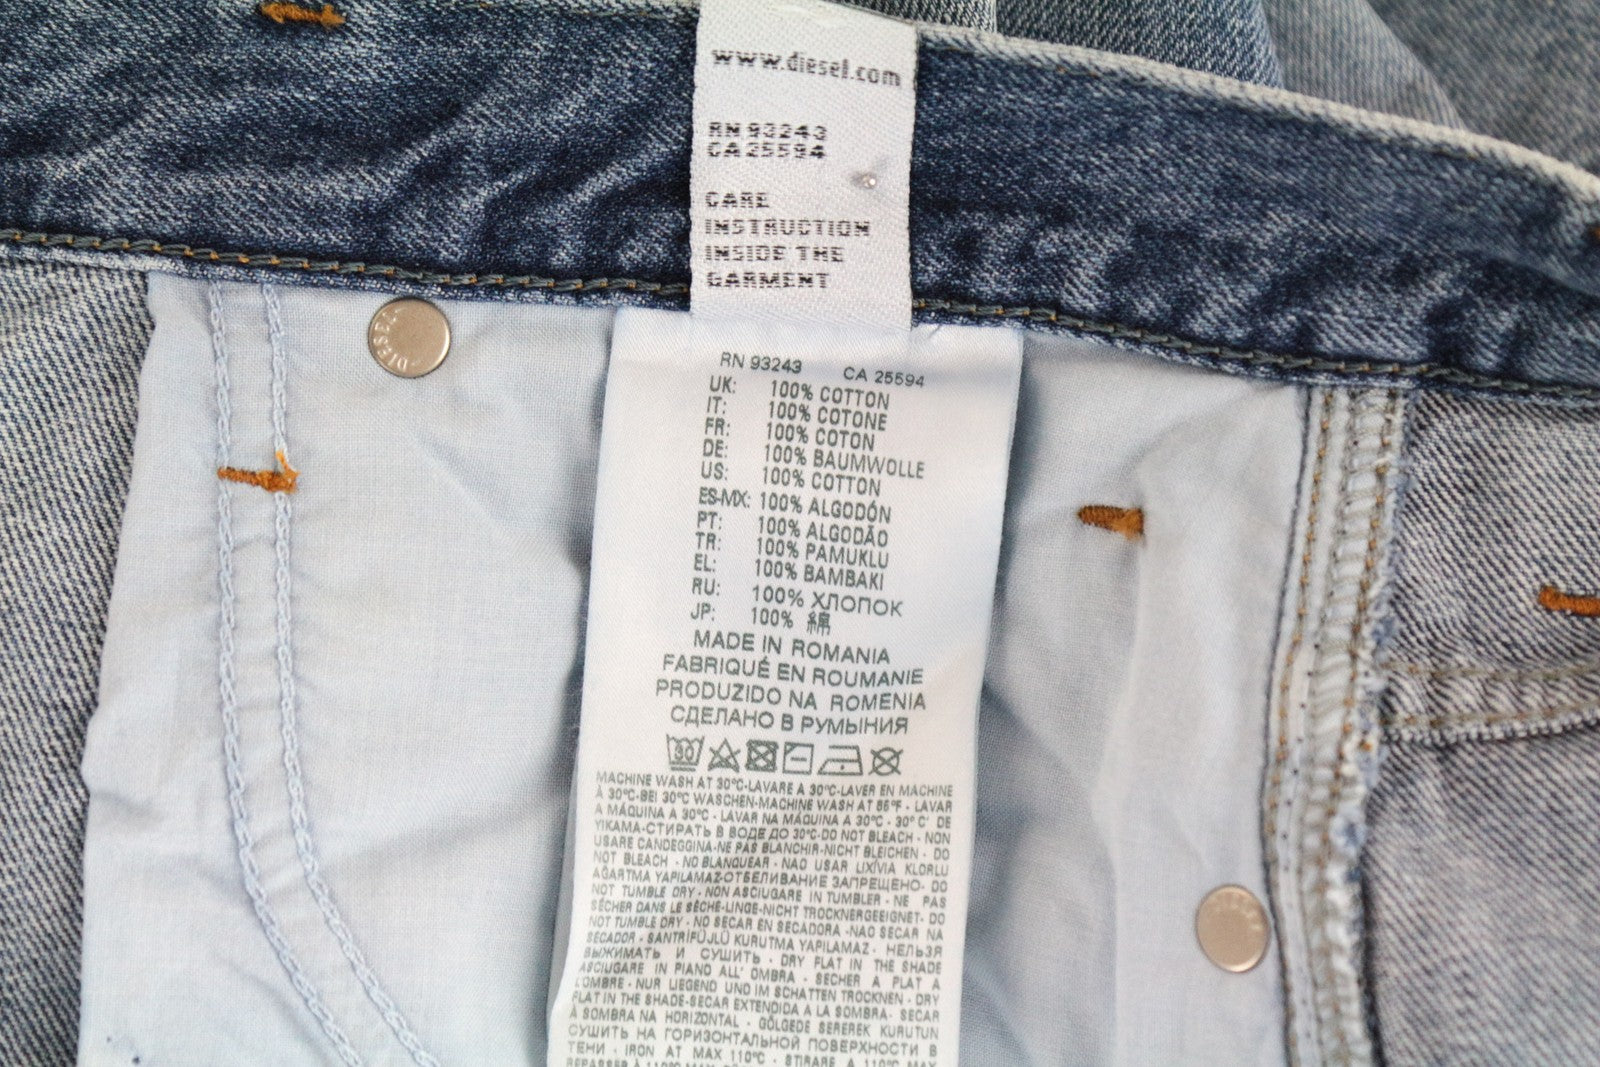 www.diesel.com
RN 93243
CA 25594
CARE
INSTRUCTION
INSIDE THE
GARMENT
DIESEL
RN 93243 CA 25594
UK: 100% COTTON
IT: 100% COTONE
FR: 100% COTON
DE: 100% BAUMWOLLE
US: 100% COTTON
ES-MX: 100% ALGODÓN
PT: 100% ALGODÃO
TR: 100% PAMUKLU
EL: 100% BAMBAKI
RU: 100% ХЛОПОК
JP: 100% 綿
MADE IN ROMANIA
FABRIQUÉ EN ROUMANIE
PRODUZIDO NA ROMENIA
СДЕЛАНО В РУМЫНИЯ
30
MACHINE WASH AT 30°C-LAVARE A 30°C-LAVER EN MACHINE
À 30°C-BEI 30°C WASCHEN-MACHINE WASH AT 86°F - LAVAR
A MÁQUINA A 30°C - LAVAR NA MÁQUINA A 30°C - 30° C' DE
YIKAMA-СТИРАТЬ В ВОДЕ ДО 30°C-DO NOT BLEACH - NON
USARE CANDEGGINA-NE PAS BLANCHIR-NICHT BLEICHEN - DO
NOT BLEACH - NO BLANQUEAR - NAO USAR LIXÍVIA KLORLU
AĞARTMA YAPILAMAZ-ОТБЕЛИВАНИЕ ЗАПРЕЩЕНО- DO
NOT TUMBLE DRY - NON ASCIUGARE IN TUMBLER - NE PAS
SÉCHER DANS LE SÈCHE-LINGE-NICHT TROCKNERGEEIGNET- DO
NOT TUMBLE DRY - NO SECAR EN SECADORA -NAO SECAR NA
SECADOR - SANTRİFÜJLÜ KURUTMA YAPILAMAZ - НЕЛЬЗЯ
ВЫЖИМАТЬ И СУШИТЬ - DRY FLAT IN THE SHADE
ASCIUGARE IN PIANO ALL' OMBRA - SÉCHER À PLAT A
L'OMBRE - NUR LIEGEND UND IM SCHATTEN TROCKNEN - DRY
FLAT IN THE SHADE-SECAR EXTENDIDA A LA SOMBRA- SECAR
À SOMBRA NA HORIZONTAL - GÖLGEDE SEREREK KURUTUN
СУШИТЬ НА ГОРИЗОНТАЛЬНОЙ ПОВЕРХНОСТИ В
ТЕНИ - IRON AT MAX 110°C - STIRARE A 110°C MAX
REPASSER À 110°C MAX